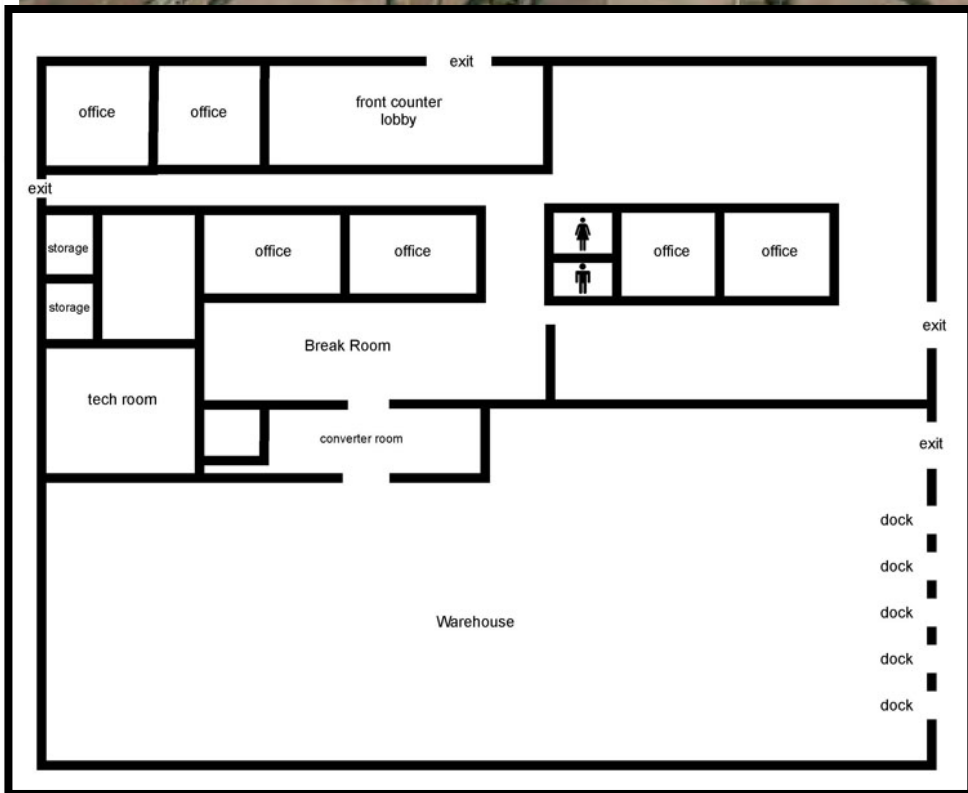 exit
office
office
front counter
lobby
exit
storage
office
office
office
office
storage
exit
Break Room
tech room
converter room
exit
dock
dock
dock
Warehouse
dock
dock